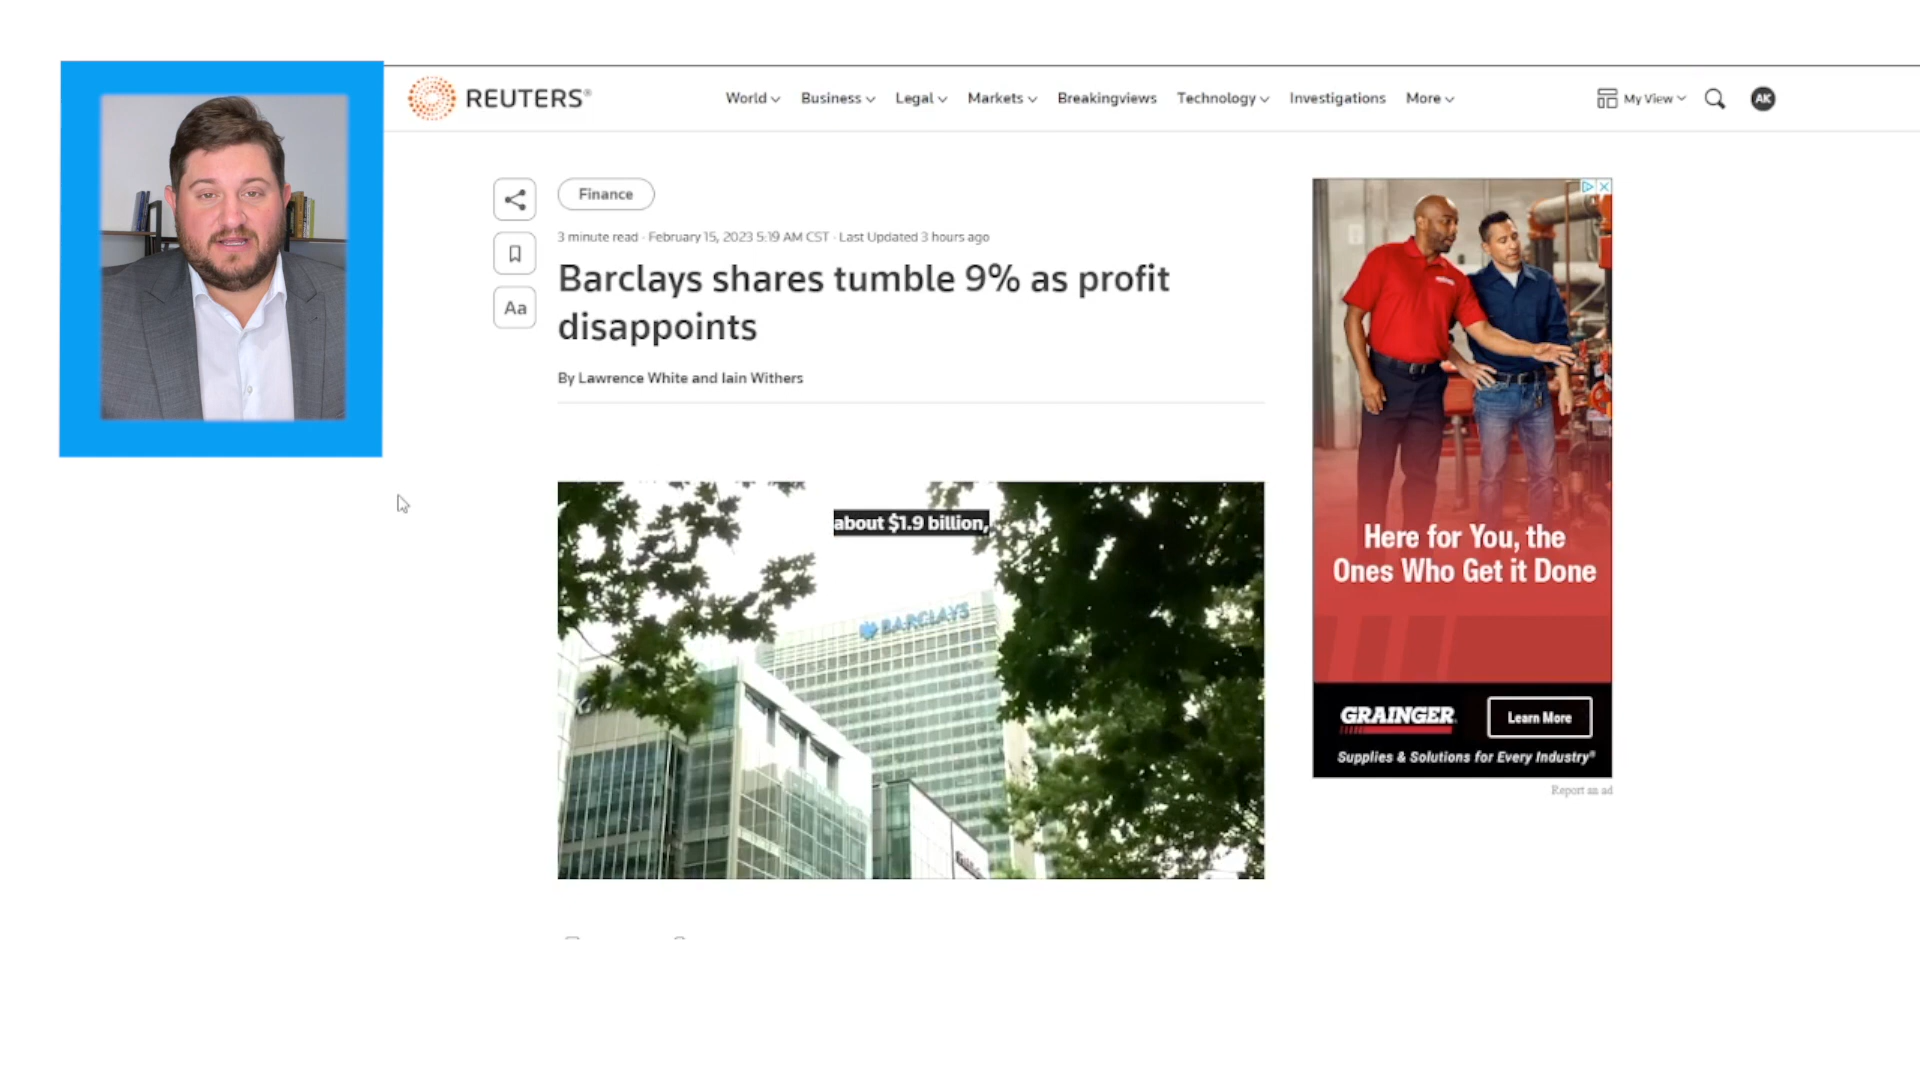 REUTERS®
World
Business
Legal
Markets
Breakingviews
Technology
Investigations
More
My View
AK
Finance
3 minute read · February 15, 2023 5:19 AM CST · Last Updated 3 hours ago
Aa
Barclays shares tumble 9% as profit
disappoints
By Lawrence White and Iain Withers
about $1.9 billion,
BARCLAYS
Here for You, the
Ones Who Get it Done
GRAINGER
Learn More
Supplies & Solutions for Every Industry®
Report an ad